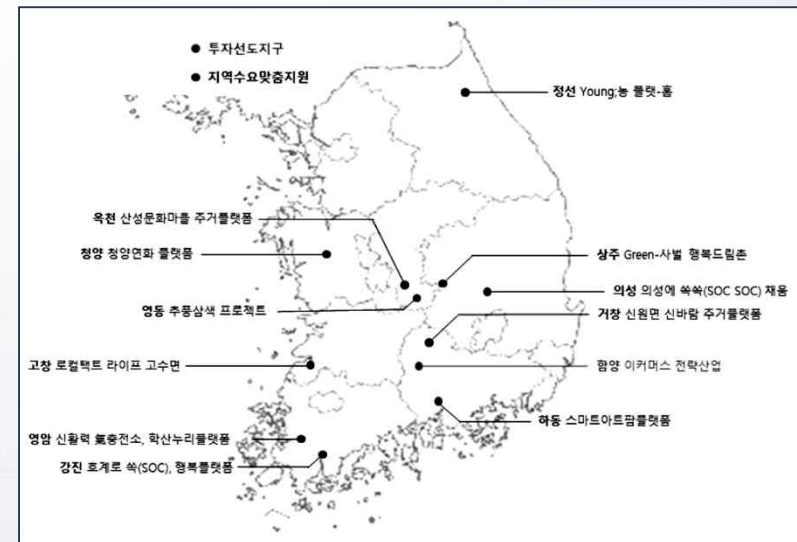 ● 투자선도지구
● 지역수요맞춤지원
정선 Young;농 플랫-홈
옥천 산성문화마을 주거플랫폼
청양 청양연화 플랫폼
상주 Green-사벌 행복드림촌
의성 의성에 쏙쏙(SOC SOC) 채움
영동 추풍삼색 프로젝트
거창 신원면 신바람 주거플랫폼
고창 로컬택트 라이프 고수면
함양 이커머스 전략산업
하동 스마트아트팜플랫폼
영암 신활력 氣충전소, 학산누리플랫폼
강진 호계로 쏙(SOC), 행복플랫폼